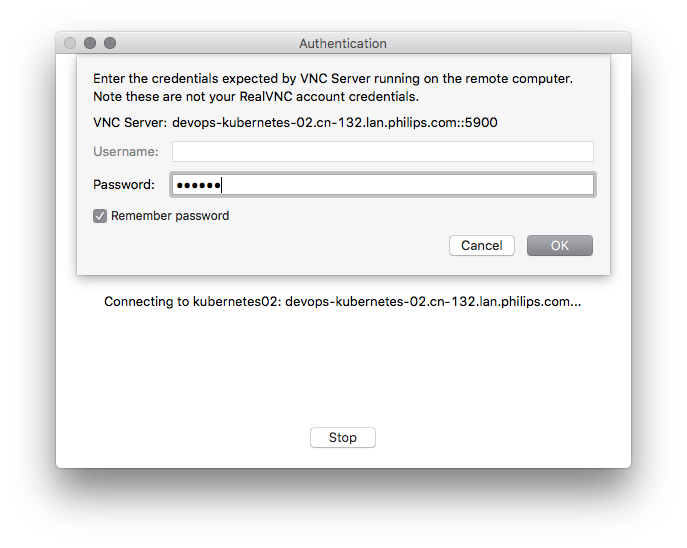 Authentication
Enter the credentials expected by VNC Server running on the remote computer.
Note these are not your RealVNC account credentials.
VNC Server: devops-kubernetes-02.cn-132.lan.philips.com::5900
Username:
Password: ••••••
Remember password
Cancel OK
Connecting to kubernetes02: devops-kubernetes-02.cn-132.lan.philips.com...
Stop